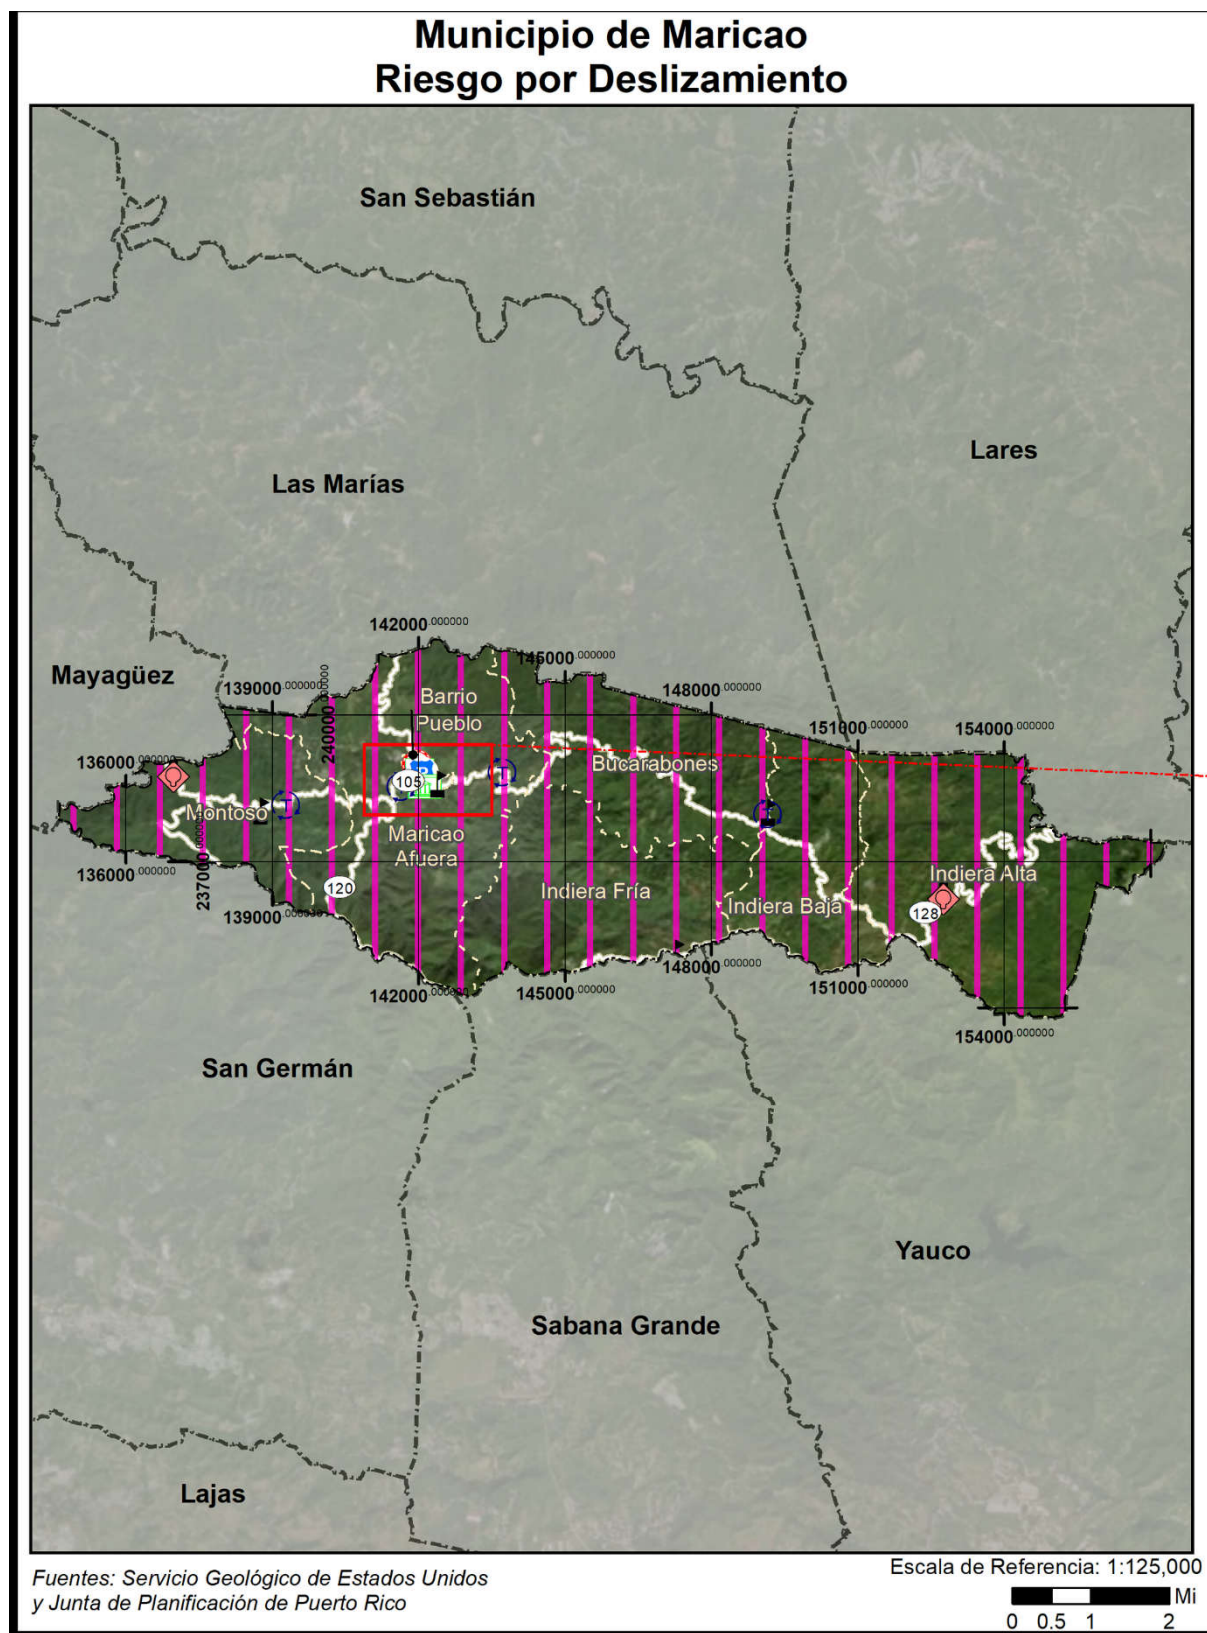 Municipio de Maricao
Riesgo por Deslizamiento
San Sebastián
Lares
Las Marías
Mayagüez
142000.000000
145000.000000
139000.000000
148000.000000
240000.000000
151000.000000
154000.000000
136000.000000
Barrio
Pueblo
Bucarabones
105
Montoso
Maricao
Afuera
136000.000000
237000.000000
120
Indiera Fría
Indiera Alta
Indiera Baja
128
139000.000000
142000.000000
145000.000000
148000.000000
151000.000000
154000.000000
San Germán
Yauco
Sabana Grande
Lajas
Fuentes: Servicio Geológico de Estados Unidos
y Junta de Planificación de Puerto Rico
Escala de Referencia: 1:125,000
Mi
0 0.5 1 2